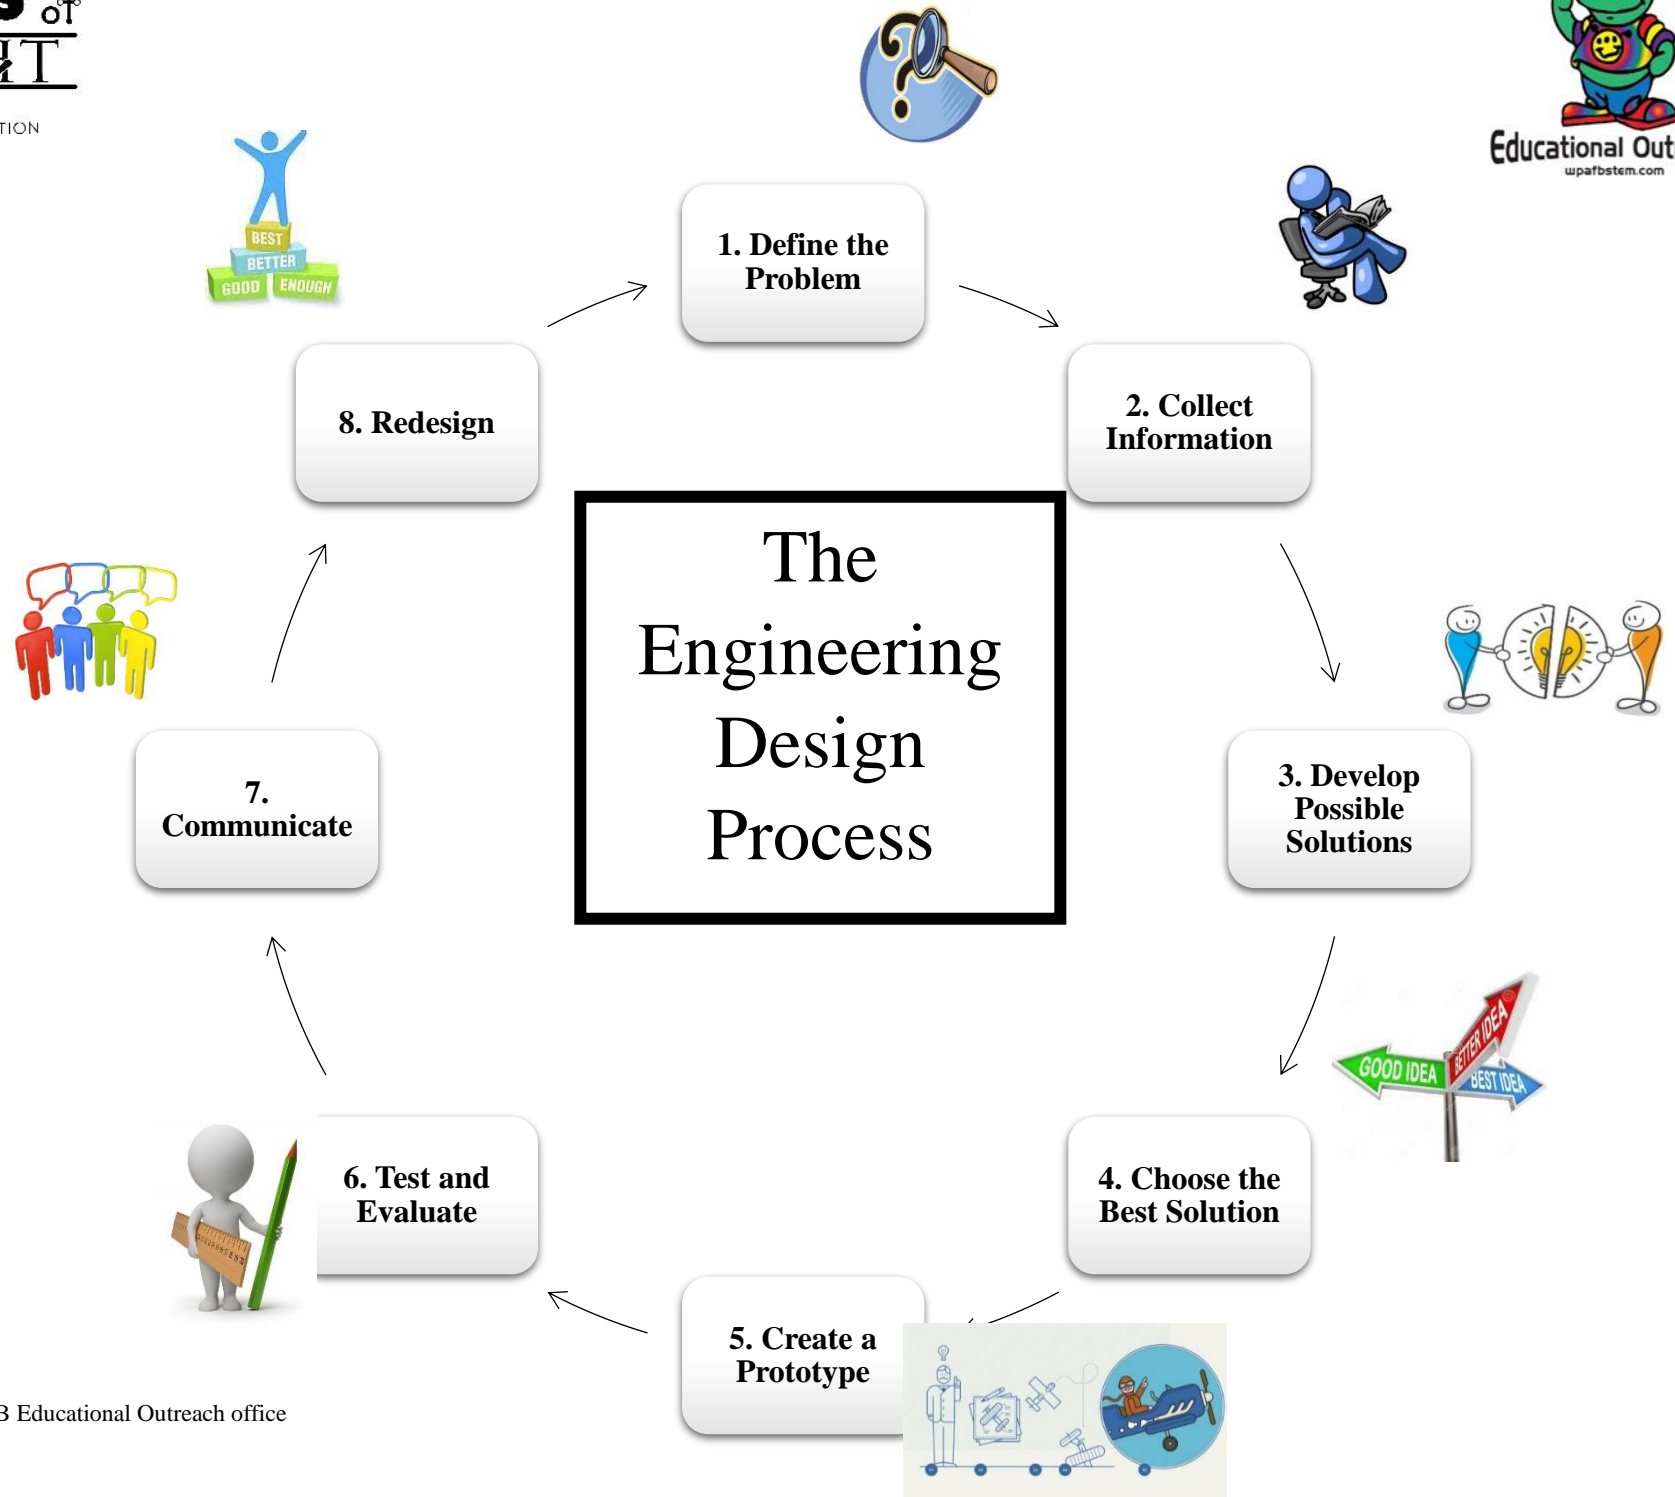 of
TION
Educational Out
wpafbstem.com
BEST
BETTER
GOOD ENOUGH
1. Define the
Problem
2. Collect
Information
3. Develop
Possible
Solutions
GOOD IDEA
BETTER IDEA
BEST IDEA
4. Choose the
Best Solution
5. Create a
Prototype
6. Test and
Evaluate
7.
Communicate
8. Redesign
The
Engineering
Design
Process
B Educational Outreach office